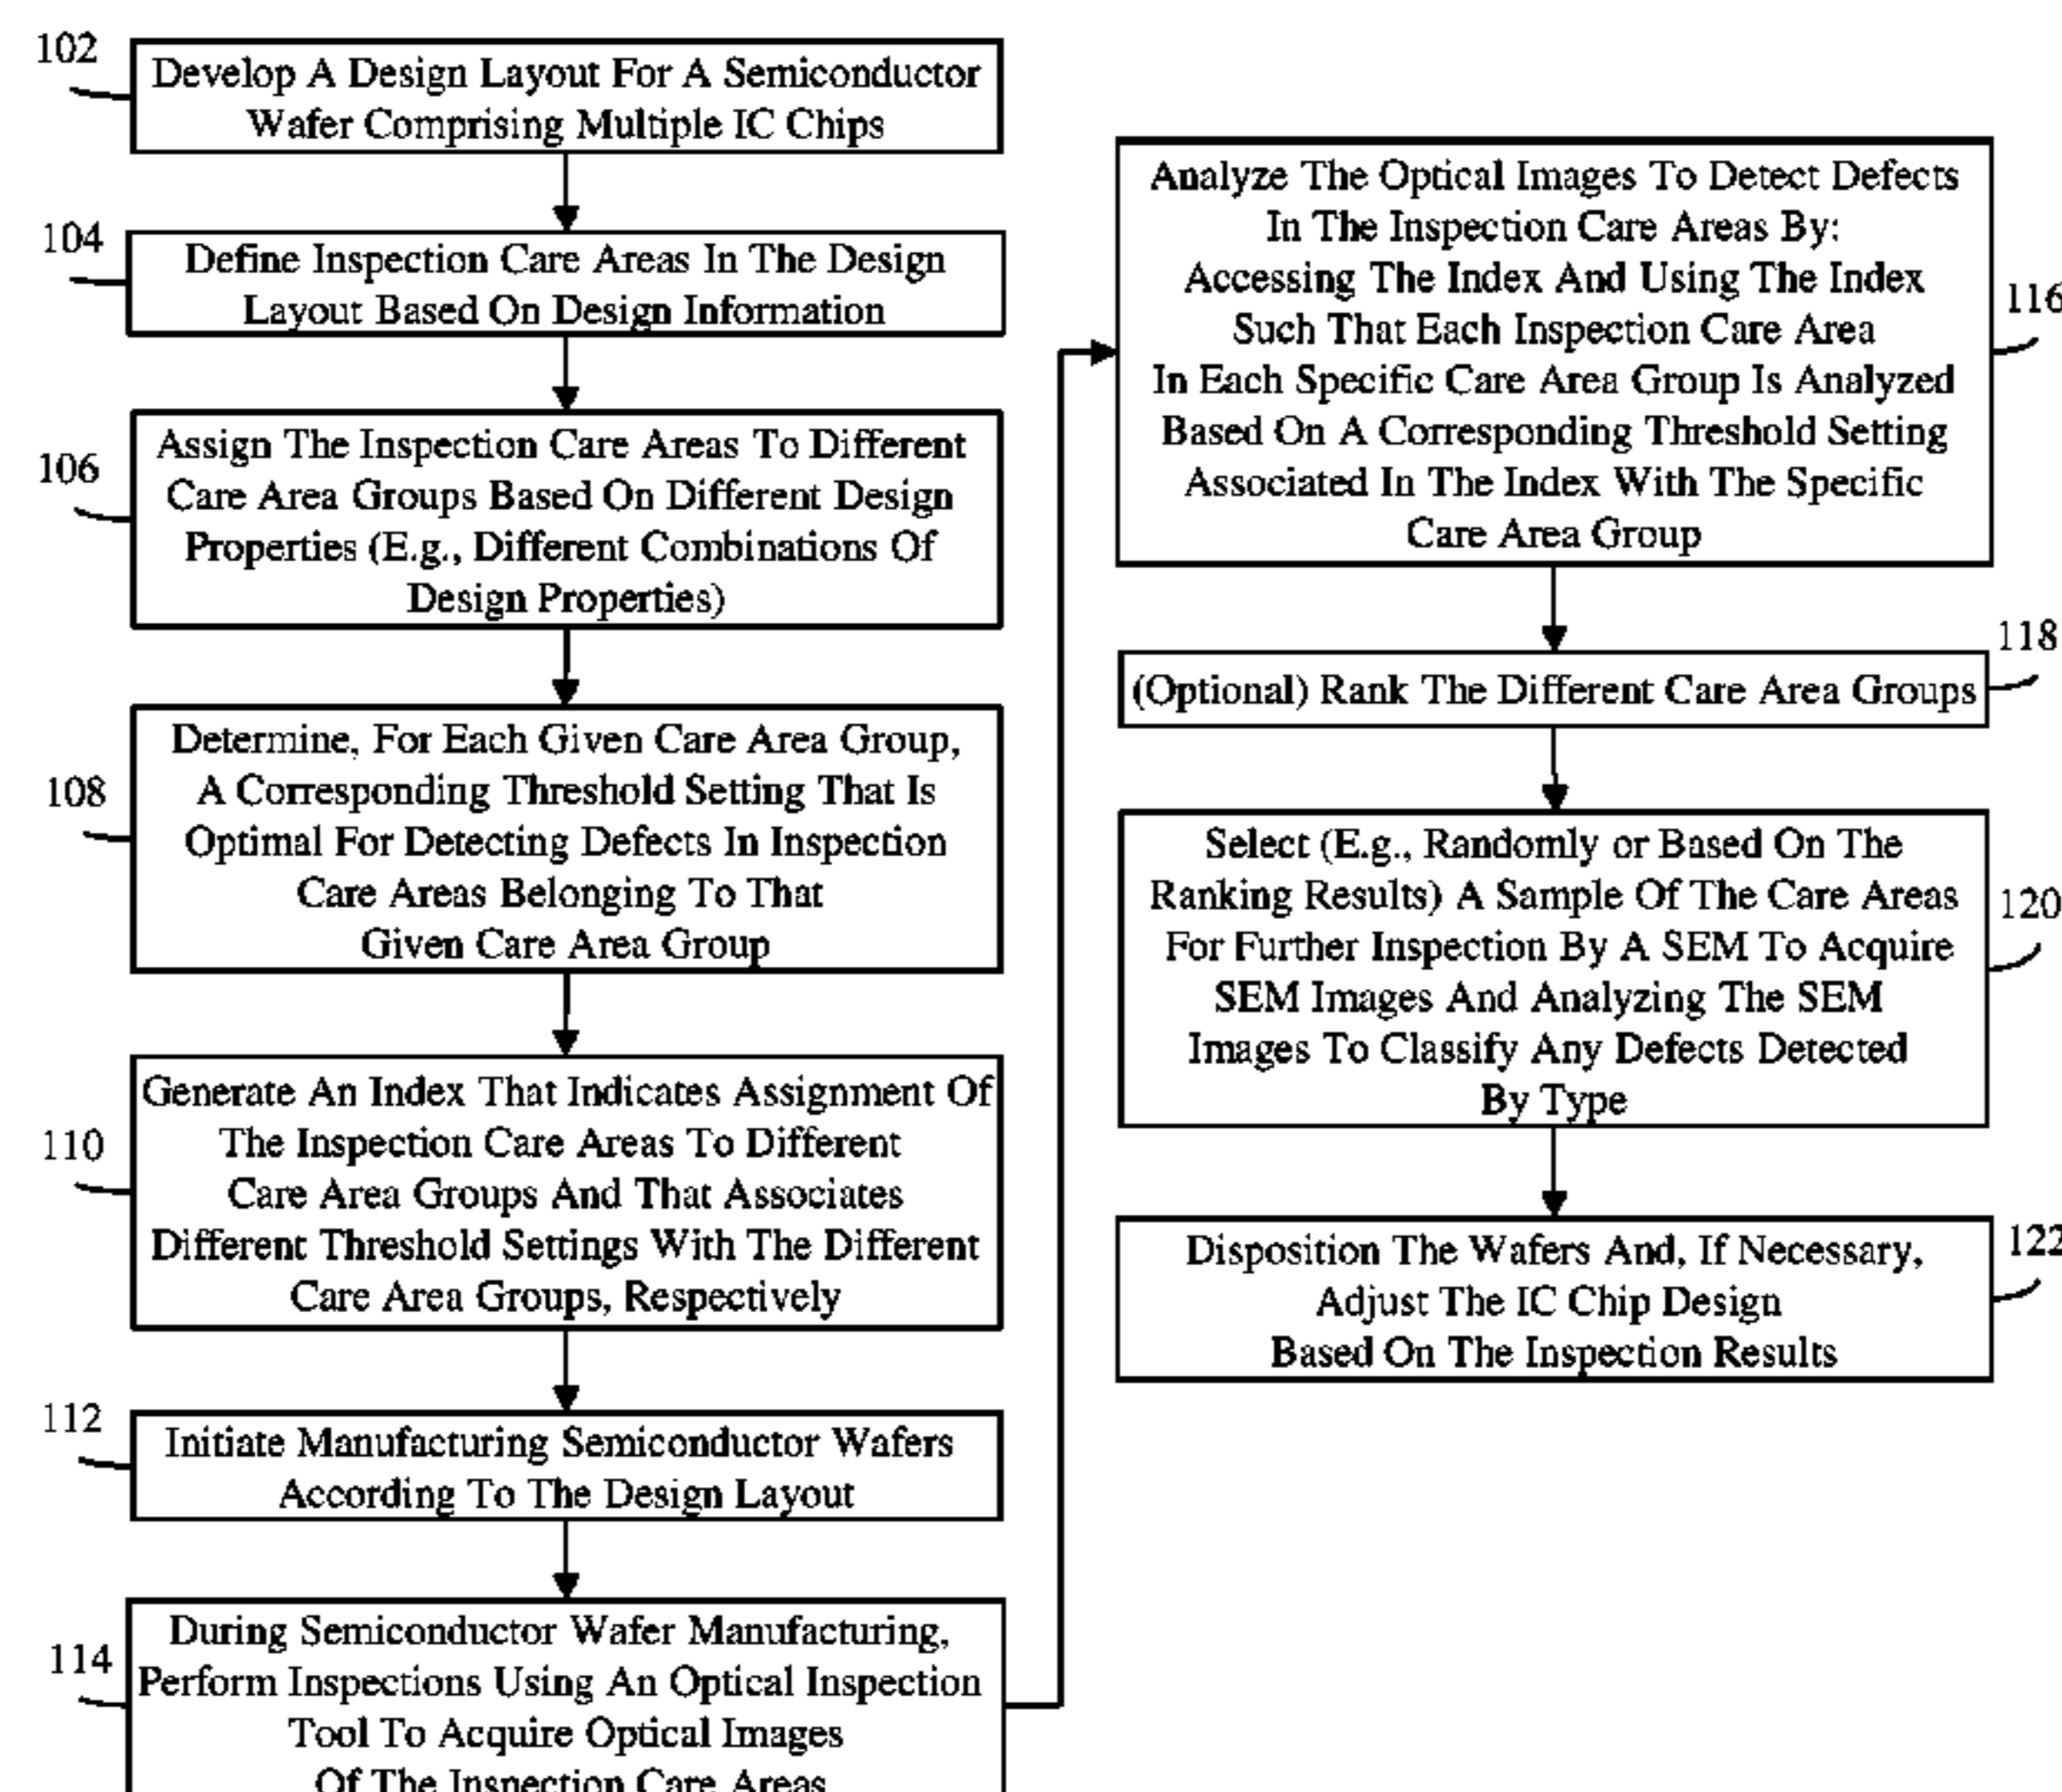 102
Develop A Design Layout For A Semiconductor
Wafer Comprising Multiple IC Chips
104
Define Inspection Care Areas In The Design
Layout Based On Design Information
106
Assign The Inspection Care Areas To Different
Care Area Groups Based On Different Design
Properties (E.g., Different Combinations Of
Design Properties)
108
Determine, For Each Given Care Area Group,
A Corresponding Threshold Setting That Is
Optimal For Detecting Defects In Inspection
Care Areas Belonging To That
Given Care Area Group
110
Generate An Index That Indicates Assignment Of
The Inspection Care Areas To Different
Care Area Groups And That Associates
Different Threshold Settings With The Different
Care Area Groups, Respectively
112
Initiate Manufacturing Semiconductor Wafers
According To The Design Layout
114
During Semiconductor Wafer Manufacturing,
Perform Inspections Using An Optical Inspection
Tool To Acquire Optical Images
Of The Inspection Care Areas
116
Analyze The Optical Images To Detect Defects
In The Inspection Care Areas By:
Accessing The Index And Using The Index
Such That Each Inspection Care Area
In Each Specific Care Area Group Is Analyzed
Based On A Corresponding Threshold Setting
Associated In The Index With The Specific
Care Area Group
118
(Optional) Rank The Different Care Area Groups
120
Select (E.g., Randomly or Based On The
Ranking Results) A Sample Of The Care Areas
For Further Inspection By A SEM To Acquire
SEM Images And Analyzing The SEM
Images To Classify Any Defects Detected
By Type
122
Disposition The Wafers And, If Necessary,
Adjust The IC Chip Design
Based On The Inspection Results